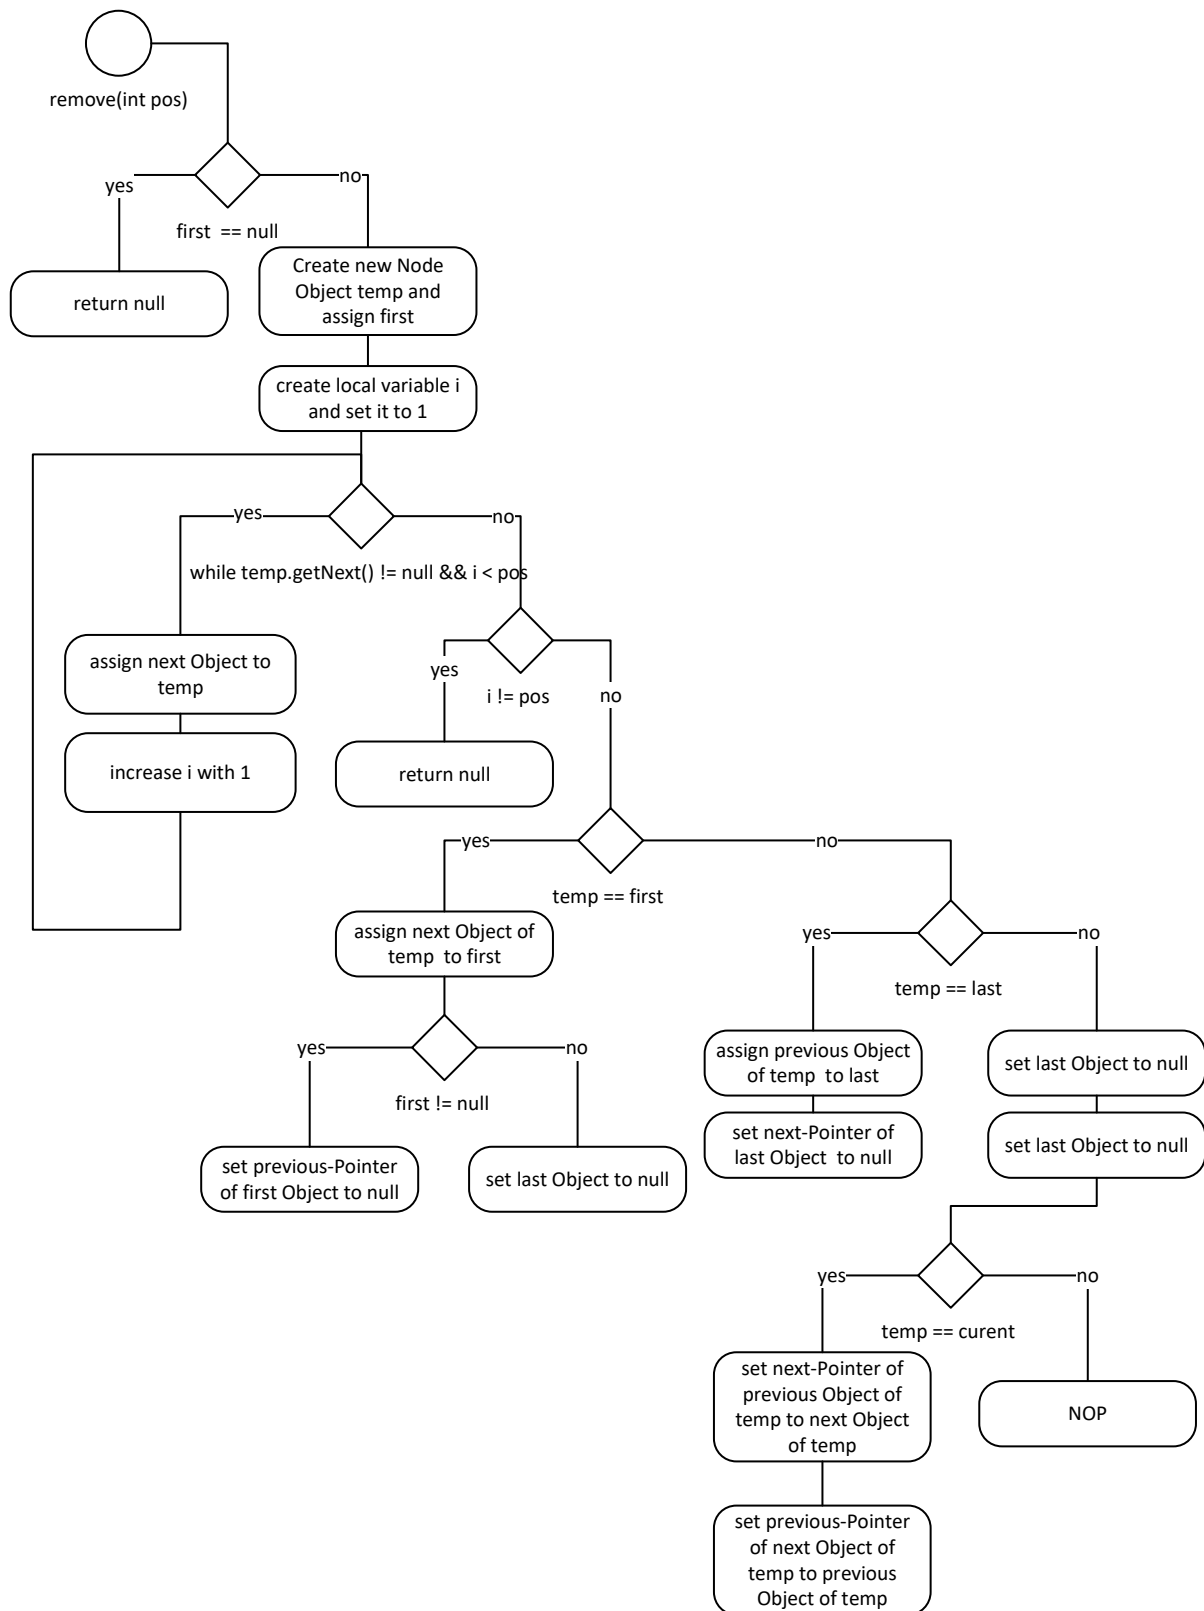 remove(int pos)
yes
no
first == null
return null
Create new Node
Object temp and
assign first
create local variable i
and set it to 1
yes
no
while temp.getNext() != null && i < pos
assign next Object to
temp
increase i with 1
yes
i != pos
no
return null
yes
no
temp == first
assign next Object of
temp to first
yes
no
temp == last
yes
no
first != null
assign previous Object
of temp to last
set last Object to null
set next-Pointer of
last Object to null
set last Object to null
set previous-Pointer
of first Object to null
set last Object to null
yes
no
temp == curent
set next-Pointer of
previous Object of
temp to next Object
of temp
NOP
set previous-Pointer
of next Object of
temp to previous
Object of temp